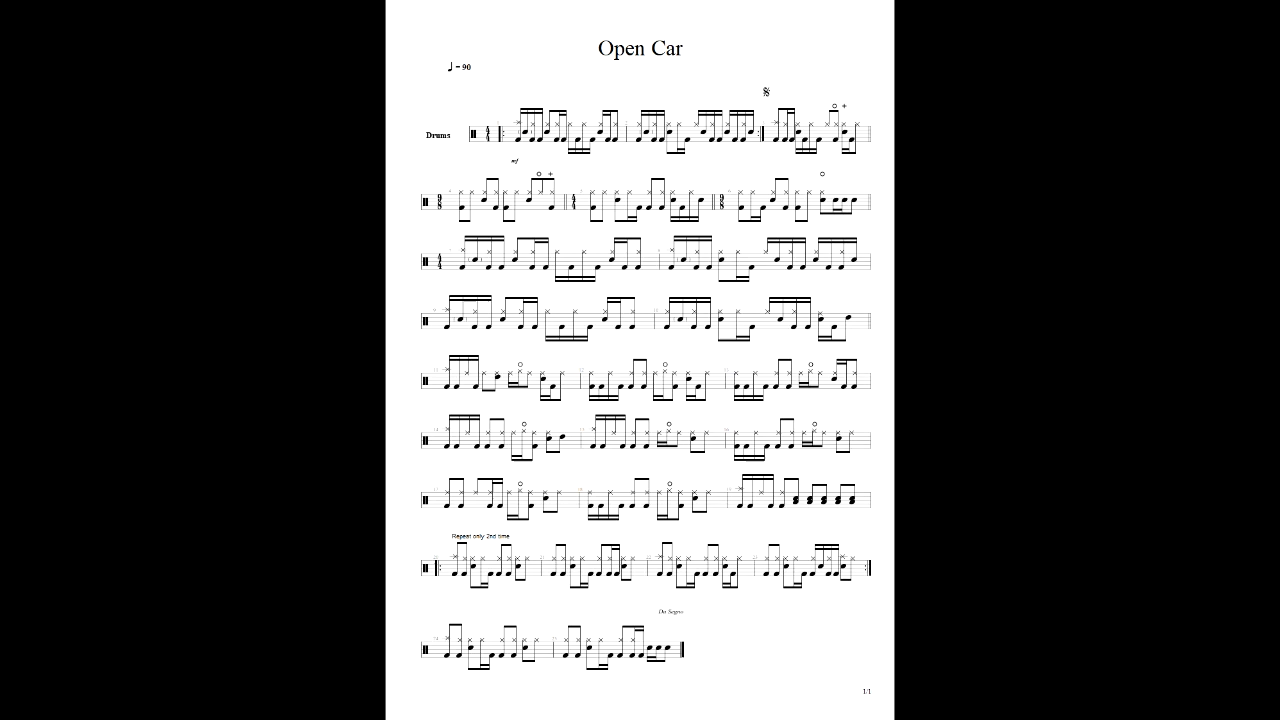 Open Car
♩ = 90
Drums
mf
Repeat only 2nd time
Da Segno
1/1